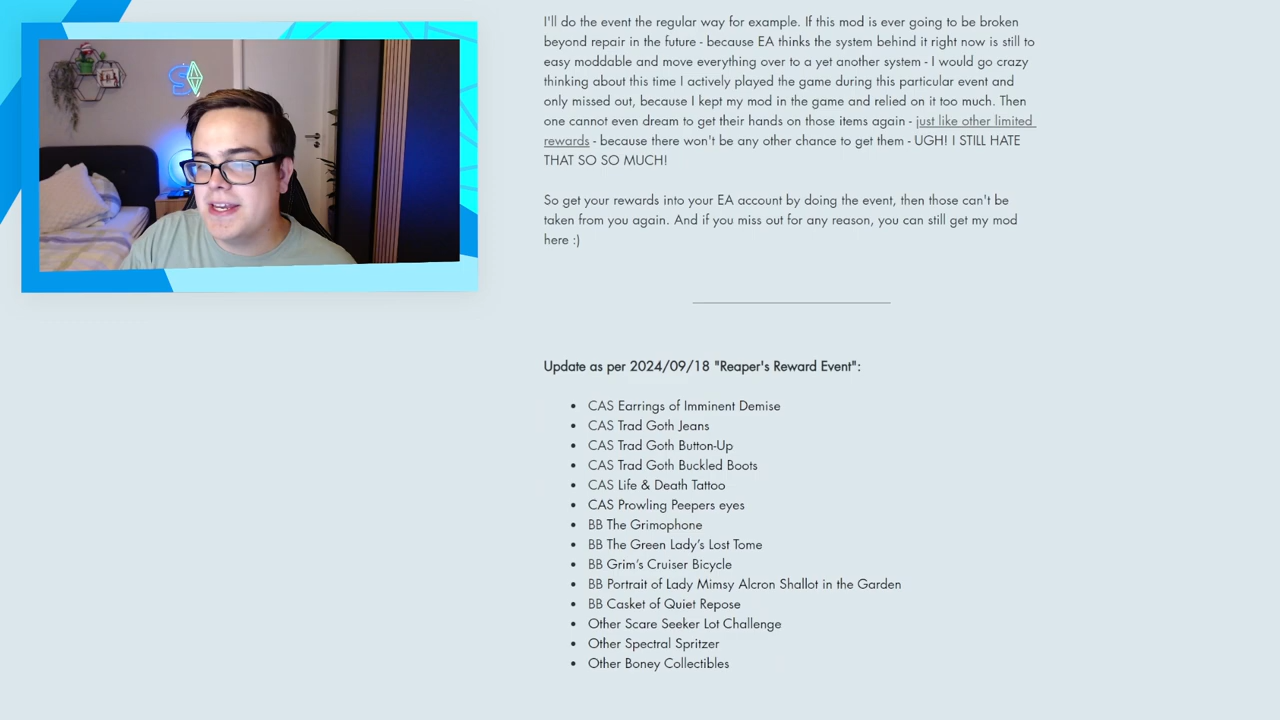 I'll do the event the regular way for example. If this mod is ever going to be broken
beyond repair in the future - because EA thinks the system behind it right now is still to
easy moddable and move everything over to a yet another system - I would go crazy
thinking about this time I actively played the game during this particular event and
only missed out, because I kept my mod in the game and relied on it too much. Then
one cannot even dream to get their hands on those items again - just like other limited
rewards - because there won't be any other chance to get them - UGH! I STILL HATE
THAT SO SO MUCH!
So get your rewards into your EA account by doing the event, then those can't be
taken from you again. And if you miss out for any reason, you can still get my mod
here :)
Update as per 2024/09/18 "Reaper's Reward Event":
• CAS Earrings of Imminent Demise
• CAS Trad Goth Jeans
• CAS Trad Goth Button-Up
• CAS Trad Goth Buckled Boots
• CAS Life & Death Tattoo
• CAS Prowling Peepers eyes
• BB The Grimophone
• BB The Green Lady's Lost Tome
• BB Grim's Cruiser Bicycle
• BB Portrait of Lady Mimsy Alcron Shallot in the Garden
• BB Casket of Quiet Repose
• Other Scare Seeker Lot Challenge
• Other Spectral Spritzer
• Other Boney Collectibles